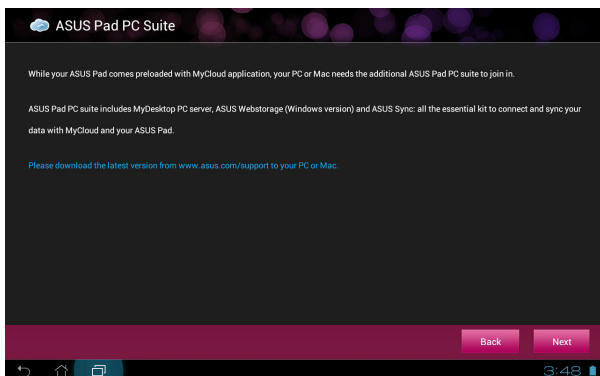 ASUS Pad PC Suite
While your ASUS Pad comes preloaded with MyCloud application, your PC or Mac needs the additional ASUS Pad PC suite to join in.
ASUS Pad PC suite includes MyDesktop PC server, ASUS Webstorage (Windows version) and ASUS Sync: all the essential kit to connect and sync your
data with MyCloud and your ASUS Pad.
Please download the latest version from www.asus.com/support to your PC or Mac.
Back Next
3:48